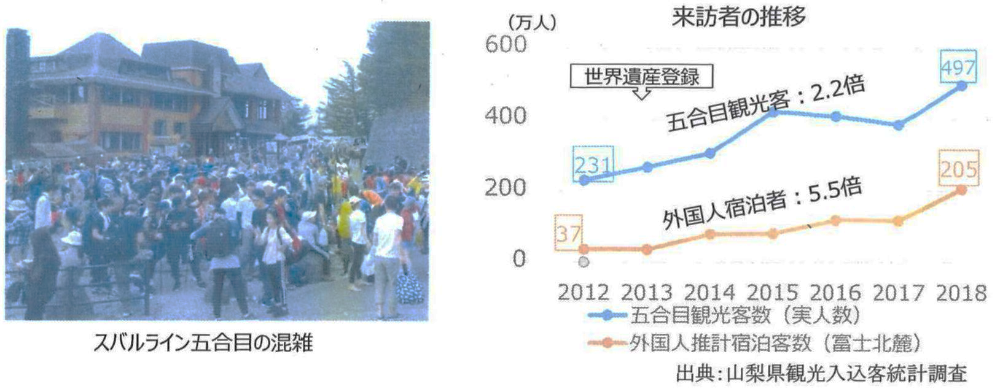 スバルライン五合目の混雑
来訪者の推移
（万人）
600
400
200
0
世界遺産登録
五合目観光客：2.2倍
外国人宿泊者：5.5倍
231
497
37
205
2012 2013 2014 2015 2016 2017 2018
五合目観光客数（実人数）
外国人推計宿泊客数（富士北麓）
出典：山梨県観光入込客統計調査